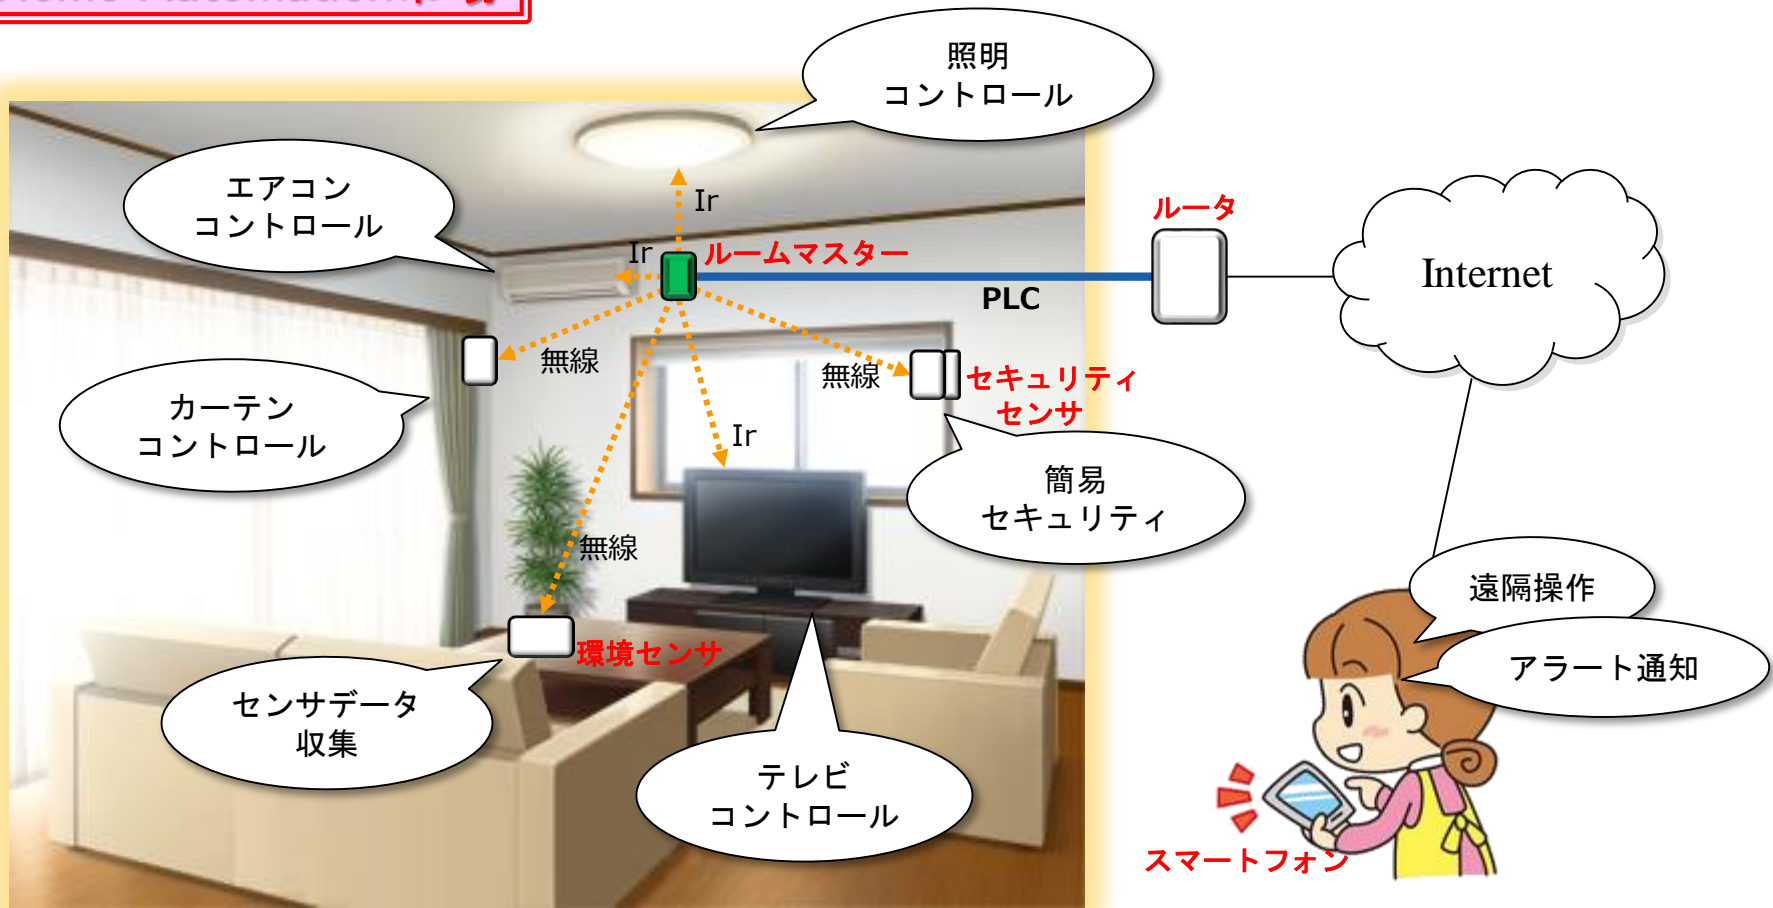 Home Automation
照明
コントロール
エアコン
コントロール
Ir
Ir
ルームマスター
ルータ
Internet
PLC
無線
無線
セキュリティ
センサ
カーテン
コントロール
Ir
簡易
セキュリティ
無線
遠隔操作
環境センサ
アラート通知
センサデータ
収集
テレビ
コントロール
スマートフォン